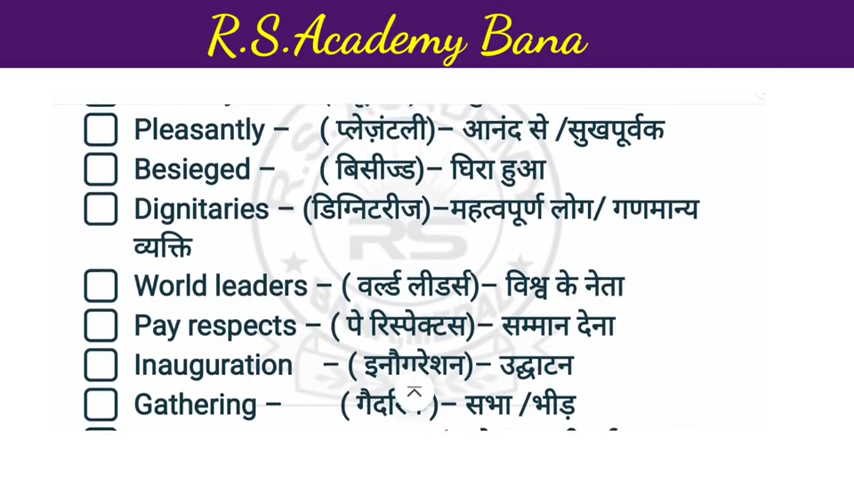 R.S.Academy Bana
Pleasantly – ( प्लेज़ंटली)– आनंद से /सुखपूर्वक
Besieged – ( बिसीज्ड)– घिरा हुआ
Dignitaries – (डिग्निटरीज)–महत्वपूर्ण लोग/ गणमान्य
व्यक्ति
World leaders – ( वर्ल्ड लीडर्स)– विश्व के नेता
Pay respects – ( पे रिस्पेक्टस)– सम्मान देना
Inauguration – ( इनौगरेशन)– उद्घाटन
Gathering – – सभा /भीड़
RS